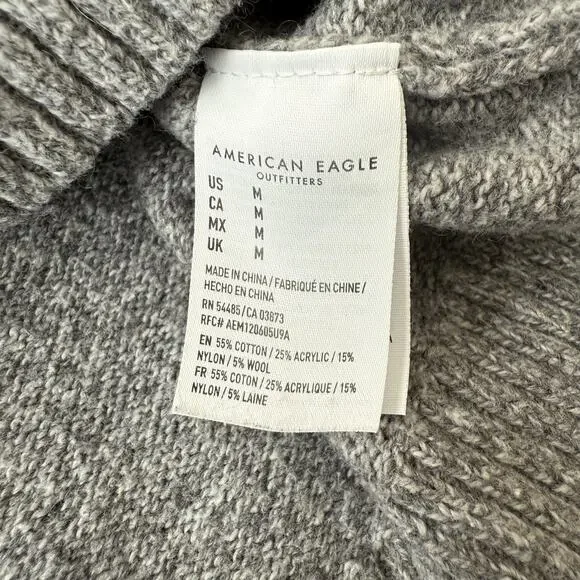 AMERICAN EAGLE
OUTFITTERS
US M
CA M
MX M
UK M
MADE IN CHINA / FABRIQUÉ EN CHINE /
HECHO EN CHINA
RN 54485/CA 03873
RFC# AEM120605U9A
EN 55% COTTON / 25% ACRYLIC / 15%
NYLON / 5% WOOL
FR 55% COTON / 25% ACRYLIQUE / 15%
NYLON / 5% LAINE